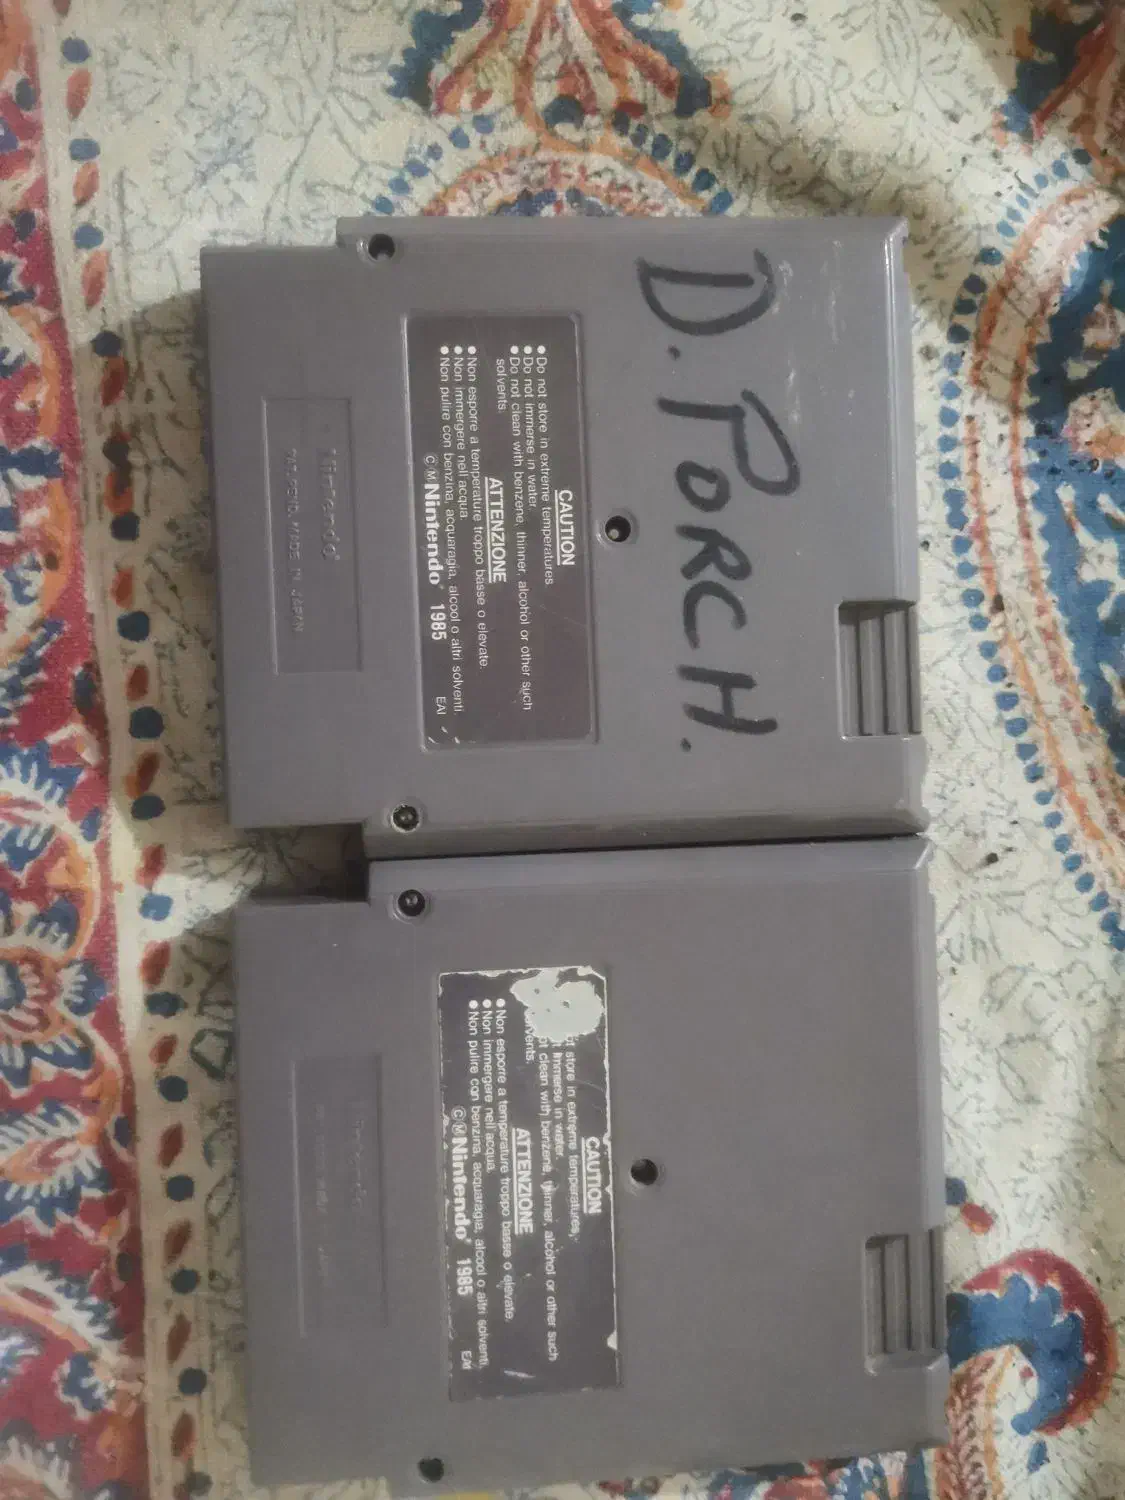 D. PORCH.
CAUTION
● Do not store in extreme temperatures.
● Do not immerse in water.
● Do not clean with benzene, thinner, alcohol or other such
solvents.
ATTENZIONE
● Non esporre a temperature troppo basse o elevate.
● Non immergere nell'acqua.
● Non pulire con benzina, acquaragia, alcool o altri solventi.
©M Nintendo® 1985
EAI
Nintendo®
PAT. PEND. MADE IN JAPAN
CAUTION
store in extreme temperatures.
immerse in water.
clean with benzene, thinner, alcohol or other such
ATTENZIONE
● Non esporre a temperature troppo basse o elevate.
● Non immergere nell'acqua.
● Non pulire con benzina, acquaragia, alcool o altri solventi.
©M Nintendo® 1985
EAI
Nintendo